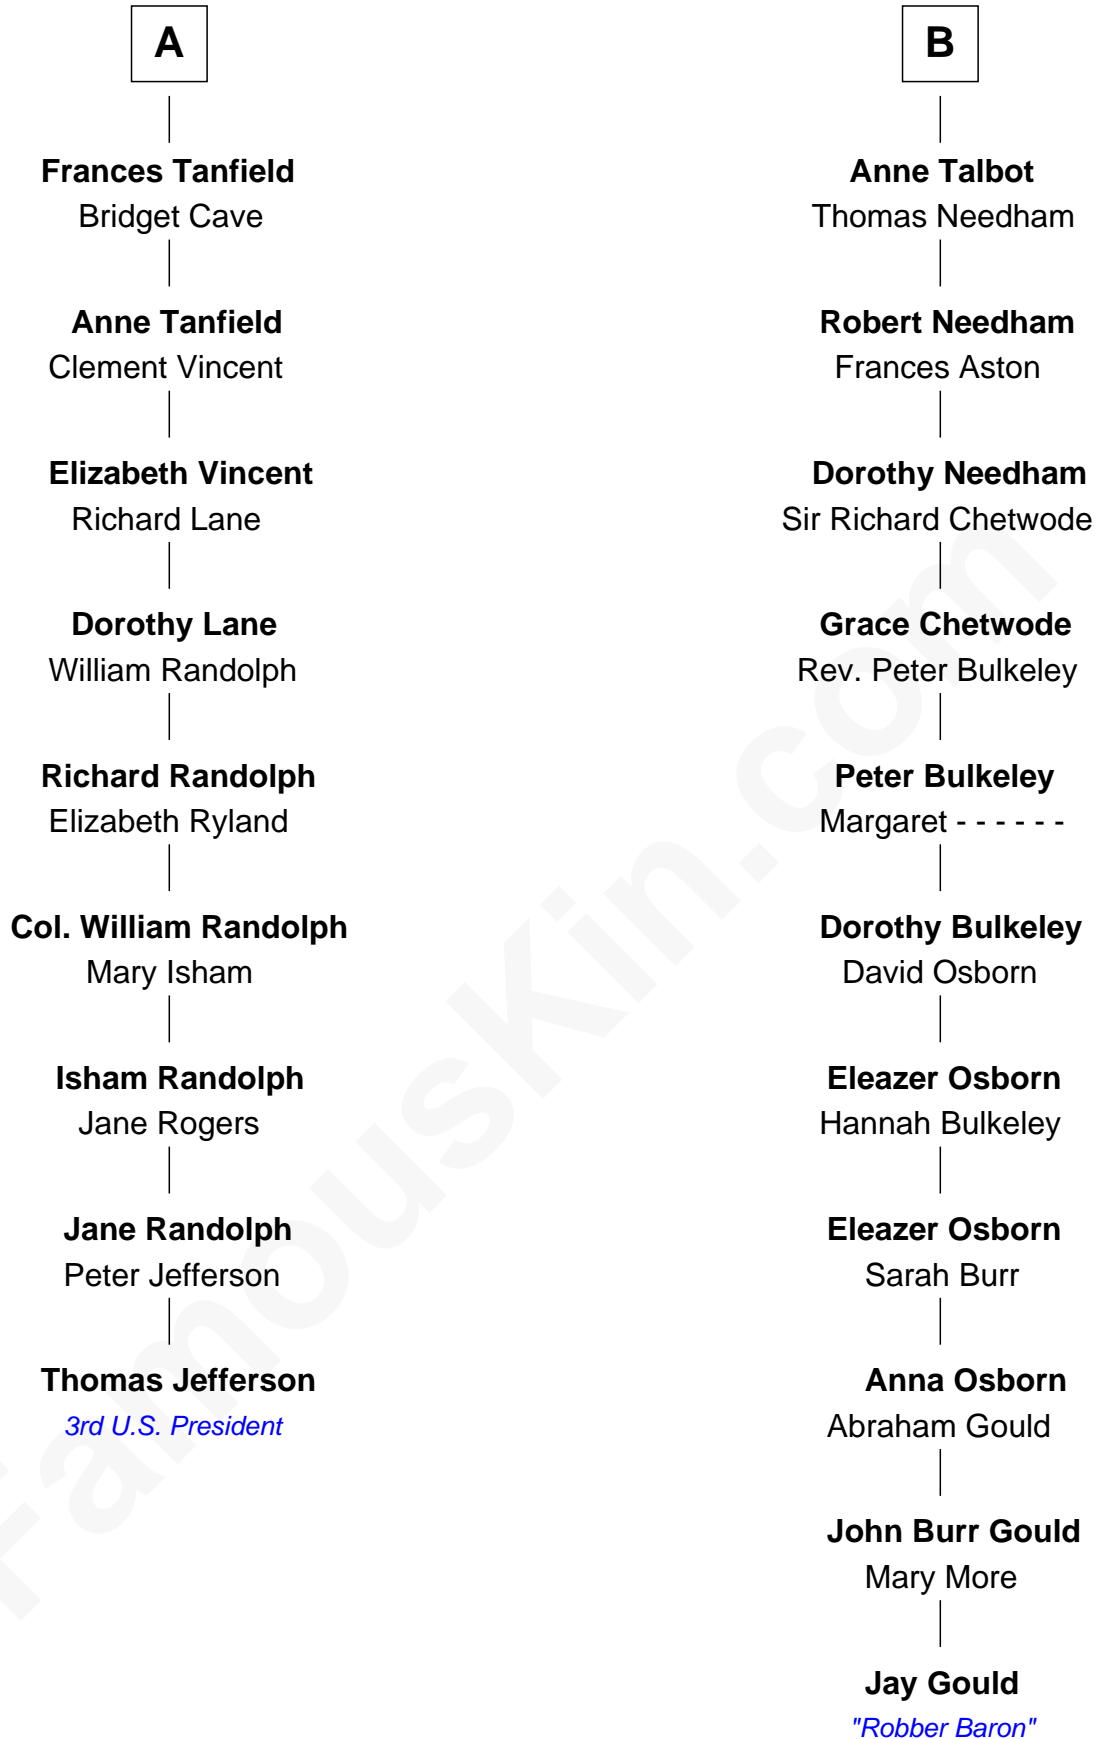 A
Frances Tanfield
Bridget Cave
Anne Tanfield
Clement Vincent
Elizabeth Vincent
Richard Lane
Dorothy Lane
William Randolph
Richard Randolph
Elizabeth Ryland
Col. William Randolph
Mary Isham
Isham Randolph
Jane Rogers
Jane Randolph
Peter Jefferson
Thomas Jefferson
3rd U.S. President
B
Anne Talbot
Thomas Needham
Robert Needham
Frances Aston
Dorothy Needham
Sir Richard Chetwode
Grace Chetwode
Rev. Peter Bulkeley
Peter Bulkeley
Margaret - - - - - -
Dorothy Bulkeley
David Osborn
Eleazer Osborn
Hannah Bulkeley
Eleazer Osborn
Sarah Burr
Anna Osborn
Abraham Gould
John Burr Gould
Mary More
Jay Gould
"Robber Baron"
FamousKin.com